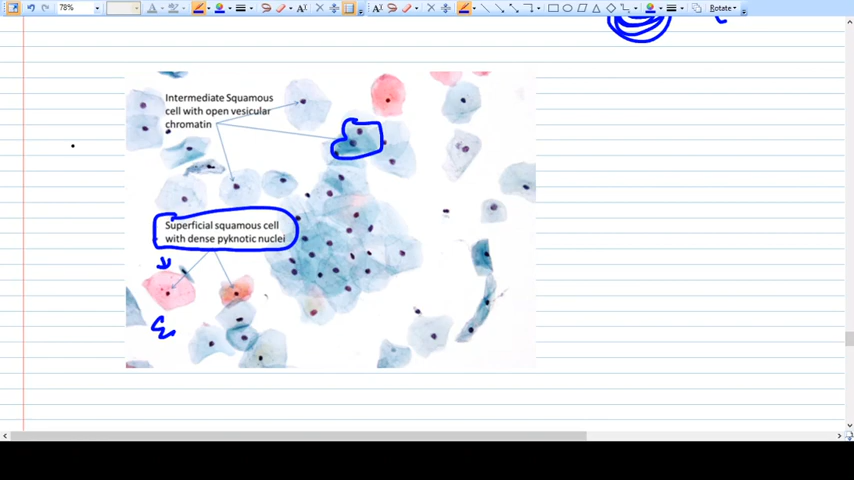 78%
Rotate
Intermediate Squamous
cell with open vesicular
chromatin
Superficial squamous cell
with dense pyknotic nuclei